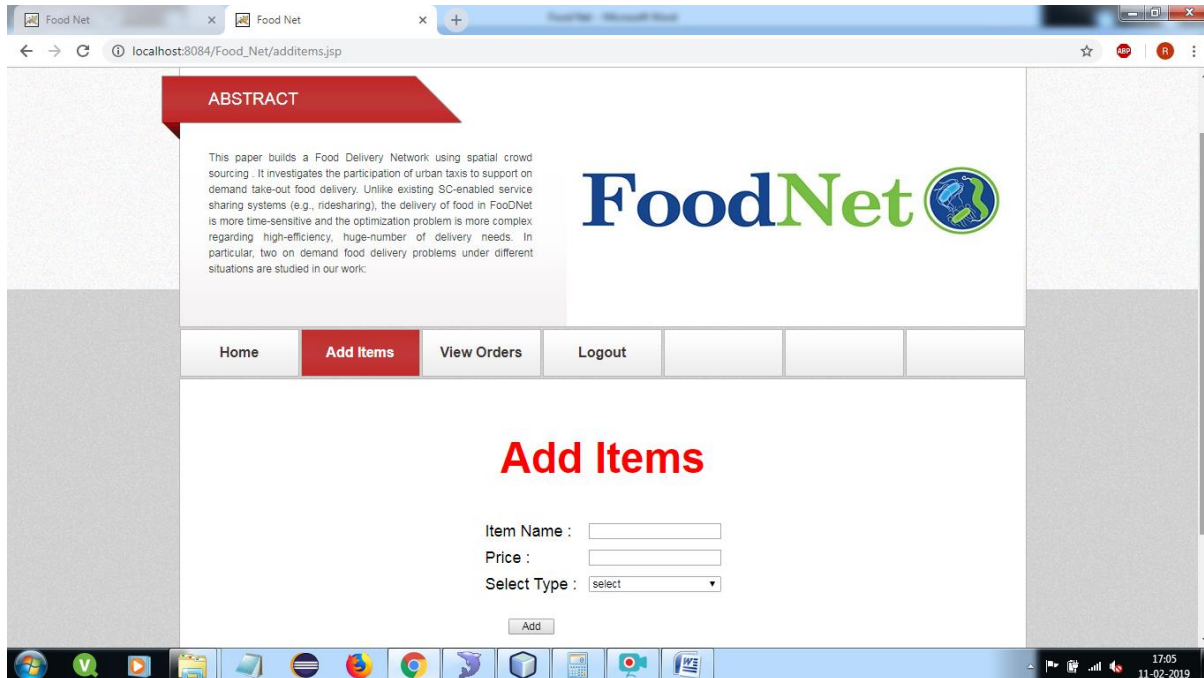 Food Net
Food Net
localhost:8084/Food_Net/additems.jsp
ABP
R
ABSTRACT
This paper builds a Food Delivery Network using spatial crowd
sourcing . It investigates the participation of urban taxis to support on
demand take-out food delivery. Unlike existing SC-enabled service
sharing systems (e.g., ridesharing), the delivery of food in FooDNet
is more time-sensitive and the optimization problem is more complex
regarding high-efficiency, huge-number of delivery needs. In
particular, two on demand food delivery problems under different
situations are studied in our work:
FoodNet
Home
Add Items
View Orders
Logout
Add Items
Item Name :
Price :
Select Type : select
Add
17:05
11-02-2019